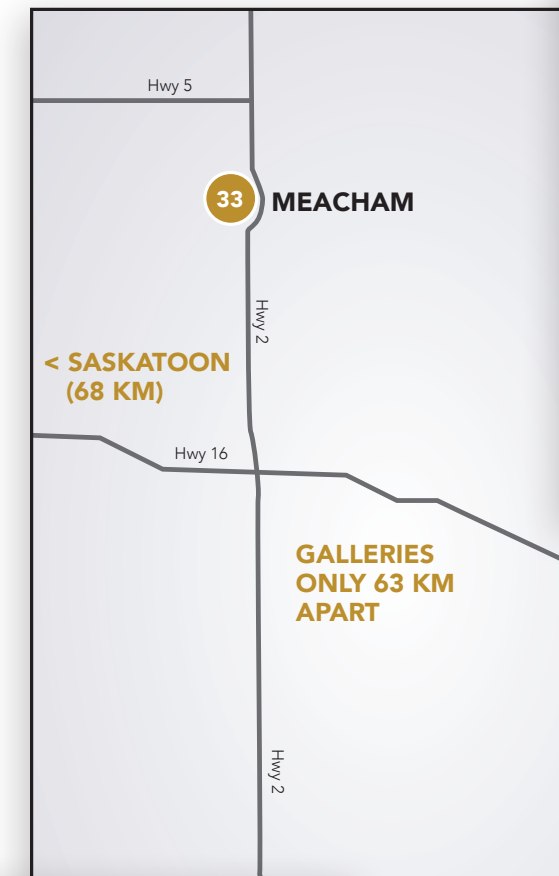 Hwy 5
33 MEACHAM
Hwy 2
< SASKATOON
(68 KM)
Hwy 16
GALLERIES
ONLY 63 KM
APART
Hwy 2